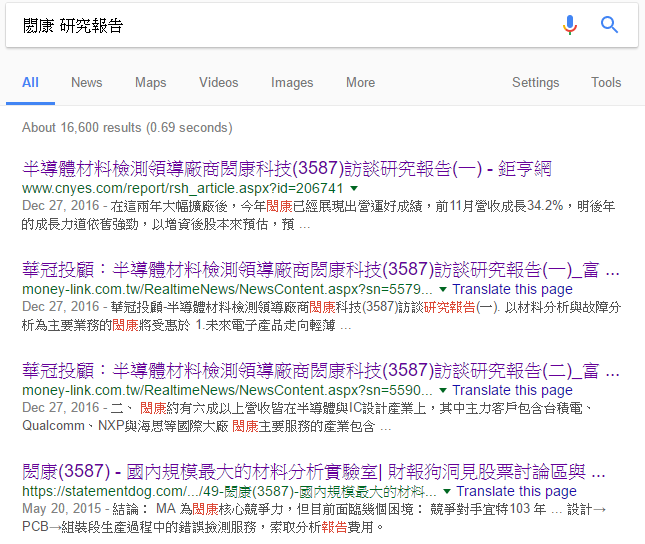 閎康 研究報告
All News Maps Videos Images More Settings Tools
About 16,600 results (0.69 seconds)
半導體材料檢測領導廠商閎康科技(3587)訪談研究報告(一) - 鉅亨網
www.cnyes.com/report/rsh_article.aspx?id=206741
Dec 27, 2016 - 在這兩年大幅擴廠後，今年閎康已經展現出營運好成績，前11月營收成長34.2%，明後年
的成長力道依舊強勁，以增資後股本來預估，預 ...
華冠投顧：半導體材料檢測領導廠商閎康科技(3587)訪談研究報告(一)_富 ...
money-link.com.tw/RealtimeNews/NewsContent.aspx?sn=5579... Translate this page
Dec 27, 2016 - 華冠投顧-半導體材料檢測領導廠商閎康科技(3587)訪談研究報告(一). 以材料分析與故障分
析為主要業務的閎康將受惠於 1.未來電子產品走向輕薄 ...
華冠投顧：半導體材料檢測領導廠商閎康科技(3587)訪談研究報告(二)_富 ...
money-link.com.tw/RealtimeNews/NewsContent.aspx?sn=5590... Translate this page
Dec 27, 2016 - 二、 閎康約有六成以上營收皆在半導體與IC設計產業上，其中主力客戶包含台積電、
Qualcomm、NXP與海思等國際大廠 閎康主要服務的產業包含 ...
閎康(3587) - 國內規模最大的材料分析實驗室| 財報狗洞見股票討論區與 ...
https://statementdog.com/.../49-閎康(3587)-國內規模最大的材料... Translate this page
May 20, 2015 - 結論： MA 為閎康核心競爭力，但目前面臨幾個困境： 競爭對手宜特103 年 ... 設計→
PCB→組裝段生產過程中的錯誤檢測服務，索取分析報告費用。